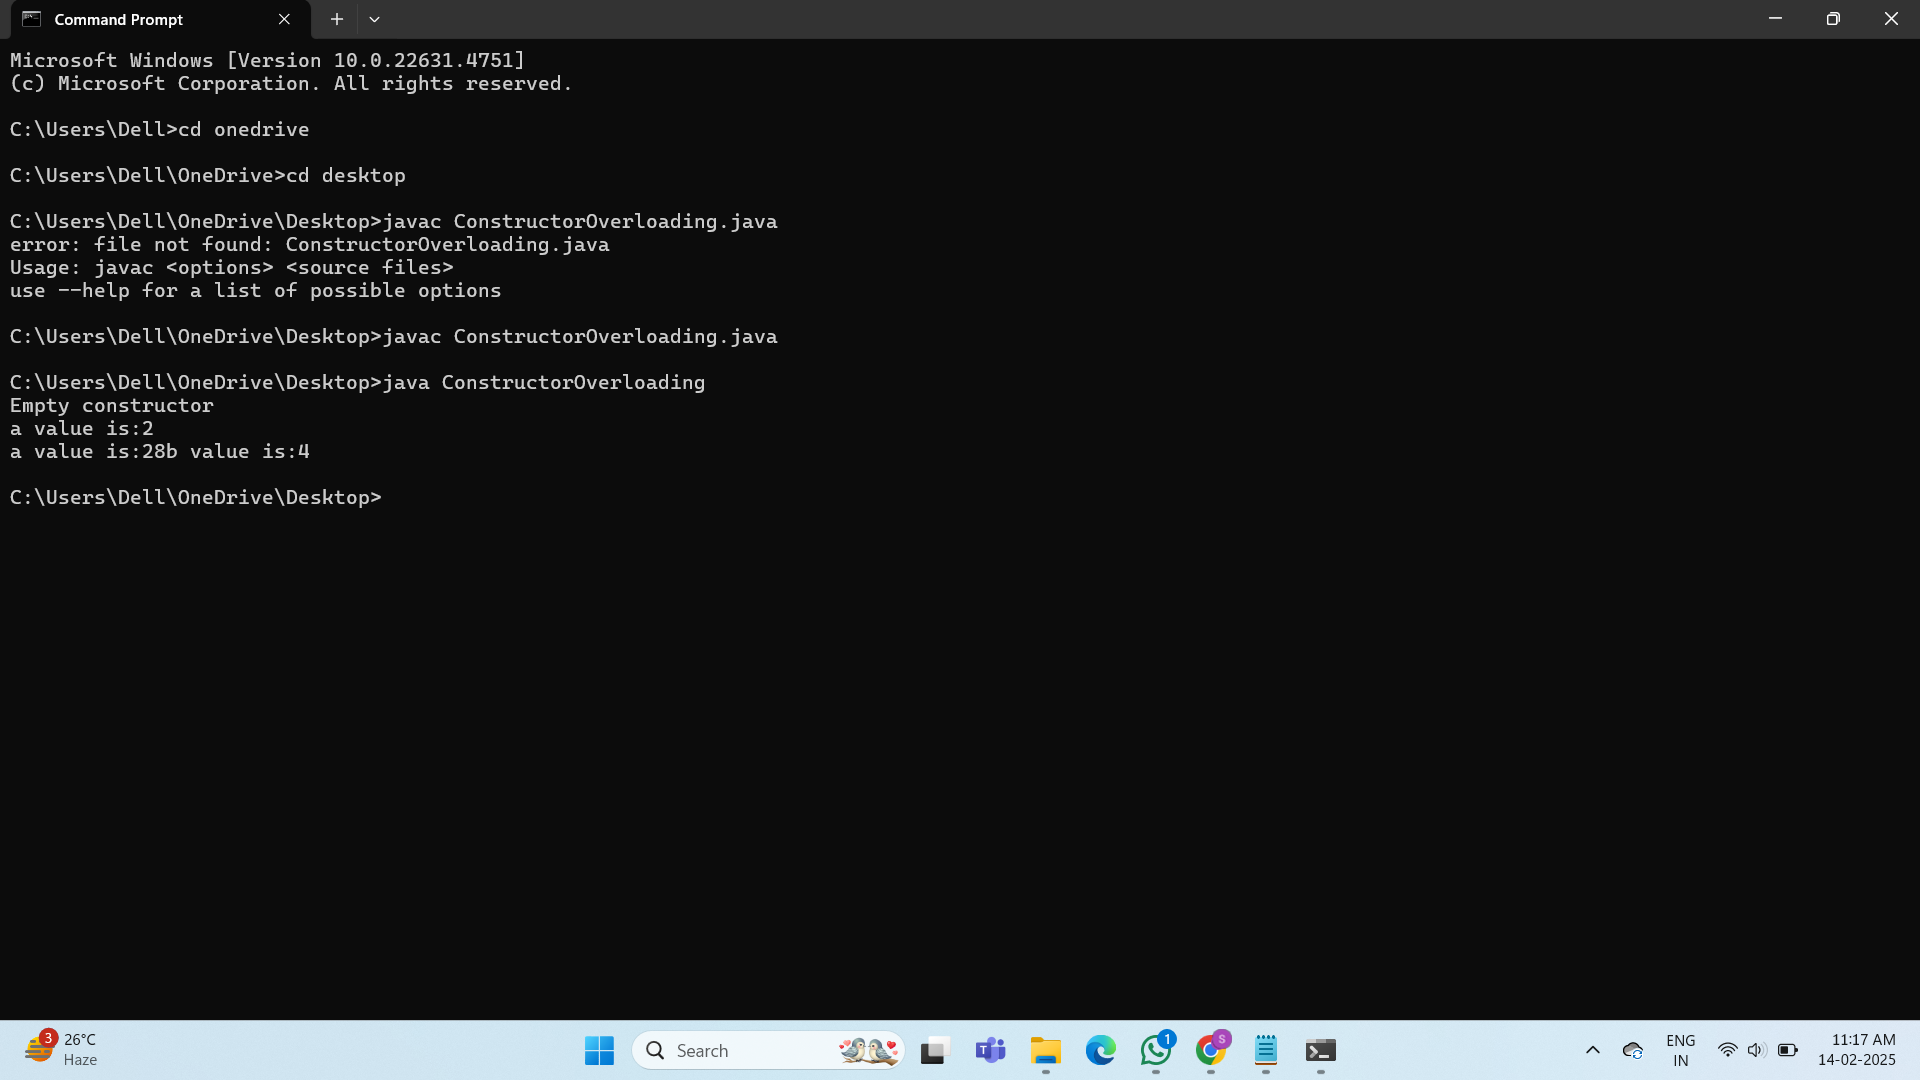 Command Prompt
Microsoft Windows [Version 10.0.22631.4751]
(c) Microsoft Corporation. All rights reserved.
C:\Users\Dell>cd onedrive
C:\Users\Dell\OneDrive>cd desktop
C:\Users\Dell\OneDrive\Desktop>javac ConstructorOverloading.java
error: file not found: ConstructorOverloading.java
Usage: javac <options> <source files>
use --help for a list of possible options
C:\Users\Dell\OneDrive\Desktop>javac ConstructorOverloading.java
C:\Users\Dell\OneDrive\Desktop>java ConstructorOverloading
Empty constructor
a value is:2
a value is:28b value is:4
C:\Users\Dell\OneDrive\Desktop>
3
26°C
Haze
Search
T
1
S
ENG
IN
11:17 AM
14-02-2025